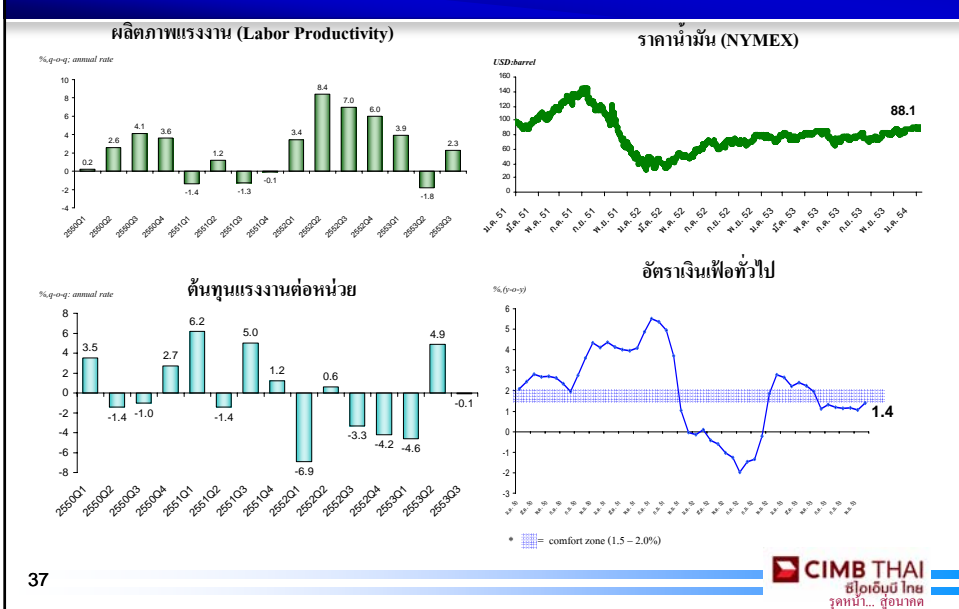 ผลิตภาพแรงงาน (Labor Productivity)
%,q-o-q; annual rate
10
8
6
4
2
0
-2
-4
0.2
2.6
4.1
3.6
-1.4
1.2
-1.3
-0.1
3.4
8.4
7.0
6.0
3.9
-1.8
2.3
2550Q1
2550Q2
2550Q3
2550Q4
2551Q1
2551Q2
2551Q3
2551Q4
2552Q1
2552Q2
2552Q3
2552Q4
2553Q1
2553Q2
2553Q3
ราคาน้ำมัน (NYMEX)
USD:barrel
160
140
120
100
80
60
40
20
0
88.1
ม.ค. 51
มี.ค. 51
พ.ค. 51
ก.ค. 51
ก.ย. 51
พ.ย. 51
ม.ค. 52
มี.ค. 52
พ.ค. 52
ก.ค. 52
ก.ย. 52
พ.ย. 52
ม.ค. 53
มี.ค. 53
พ.ค. 53
ก.ค. 53
ก.ย. 53
พ.ย. 53
ม.ค. 54
ต้นทุนแรงงานต่อหน่วย
%,q-o-q: annual rate
8
6
4
2
0
-2
-4
-6
-8
3.5
-1.4
-1.0
2.7
6.2
-1.4
5.0
1.2
-6.9
0.6
-3.3
-4.2
-4.6
4.9
-0.1
2550Q1
2550Q2
2550Q3
2550Q4
2551Q1
2551Q2
2551Q3
2551Q4
2552Q1
2552Q2
2552Q3
2552Q4
2553Q1
2553Q2
2553Q3
อัตราเงินเฟ้อทั่วไป
%,(y-o-y)
6
5
4
3
2
1
0
-1
-2
-3
1.4
* = comfort zone (1.5 – 2.0%)
37
CIMB THAI
ซีไอเอ็มบี ไทย
รุดหน้า... สู่อนาคต